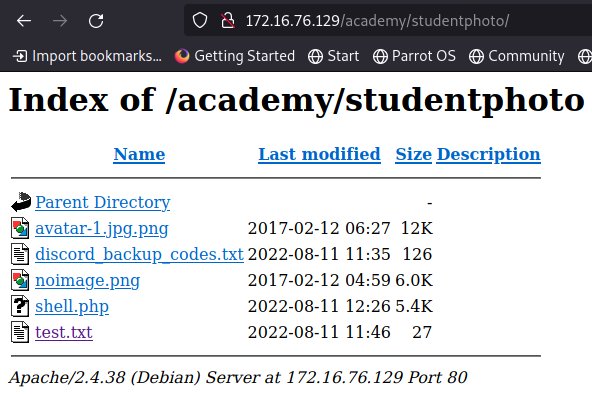 172.16.76.129/academy/studentphoto/
Import bookmarks... Getting Started Start Parrot OS Community
Index of /academy/studentphoto
Name Last modified Size Description
Parent Directory -
avatar-1.jpg.png 2017-02-12 06:27 12K
discord_backup_codes.txt 2022-08-11 11:35 126
noimage.png 2017-02-12 04:59 6.0K
shell.php 2022-08-11 12:26 5.4K
test.txt 2022-08-11 11:46 27
Apache/2.4.38 (Debian) Server at 172.16.76.129 Port 80